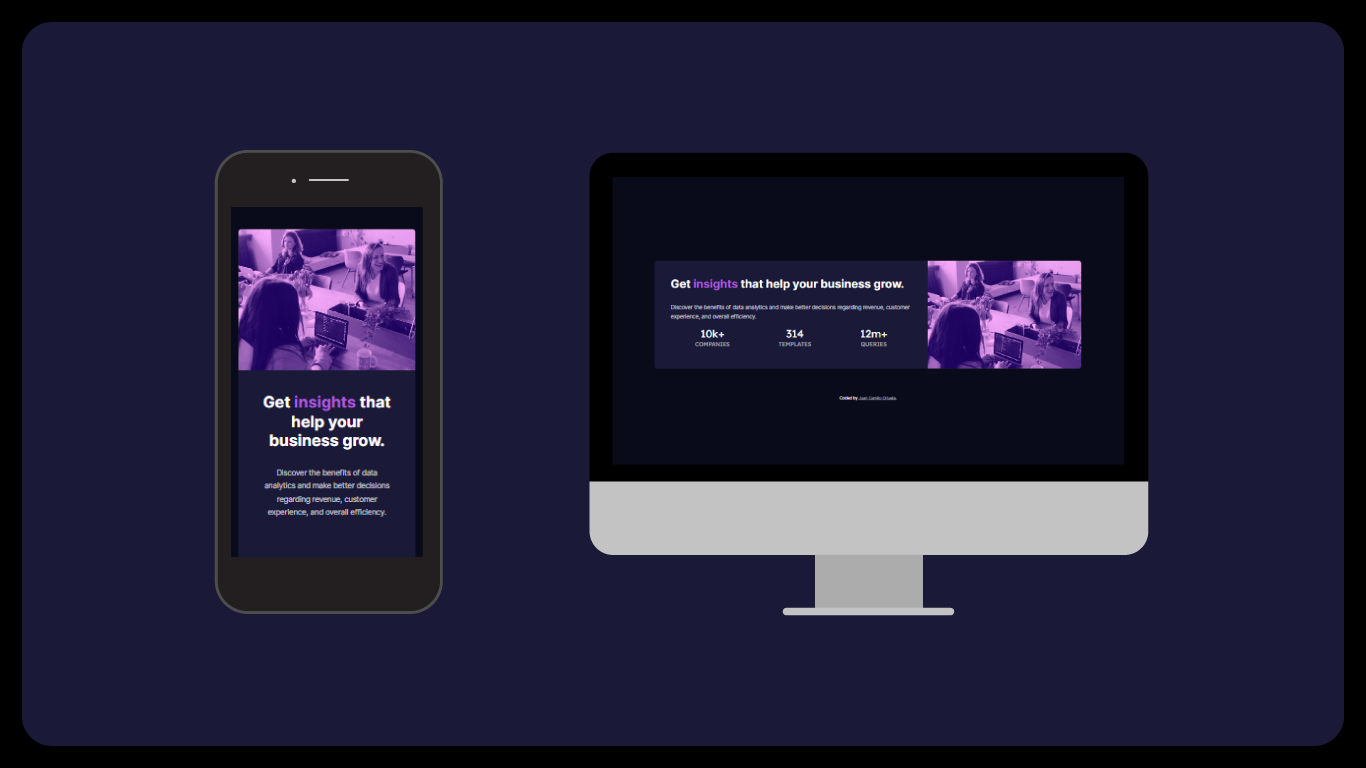 Get insights that
help your
business grow.
Discover the benefits of data
analytics and make better decisions
regarding revenue, customer
experience, and overall efficiency.
Get insights that help your business grow.
Discover the benefits of data analytics and make better decisions regarding revenue, customer
experience, and overall efficiency.
10k+ 314 12m+
COMPANIES TEMPLATES QUERIES
Coded by Juan Camilo